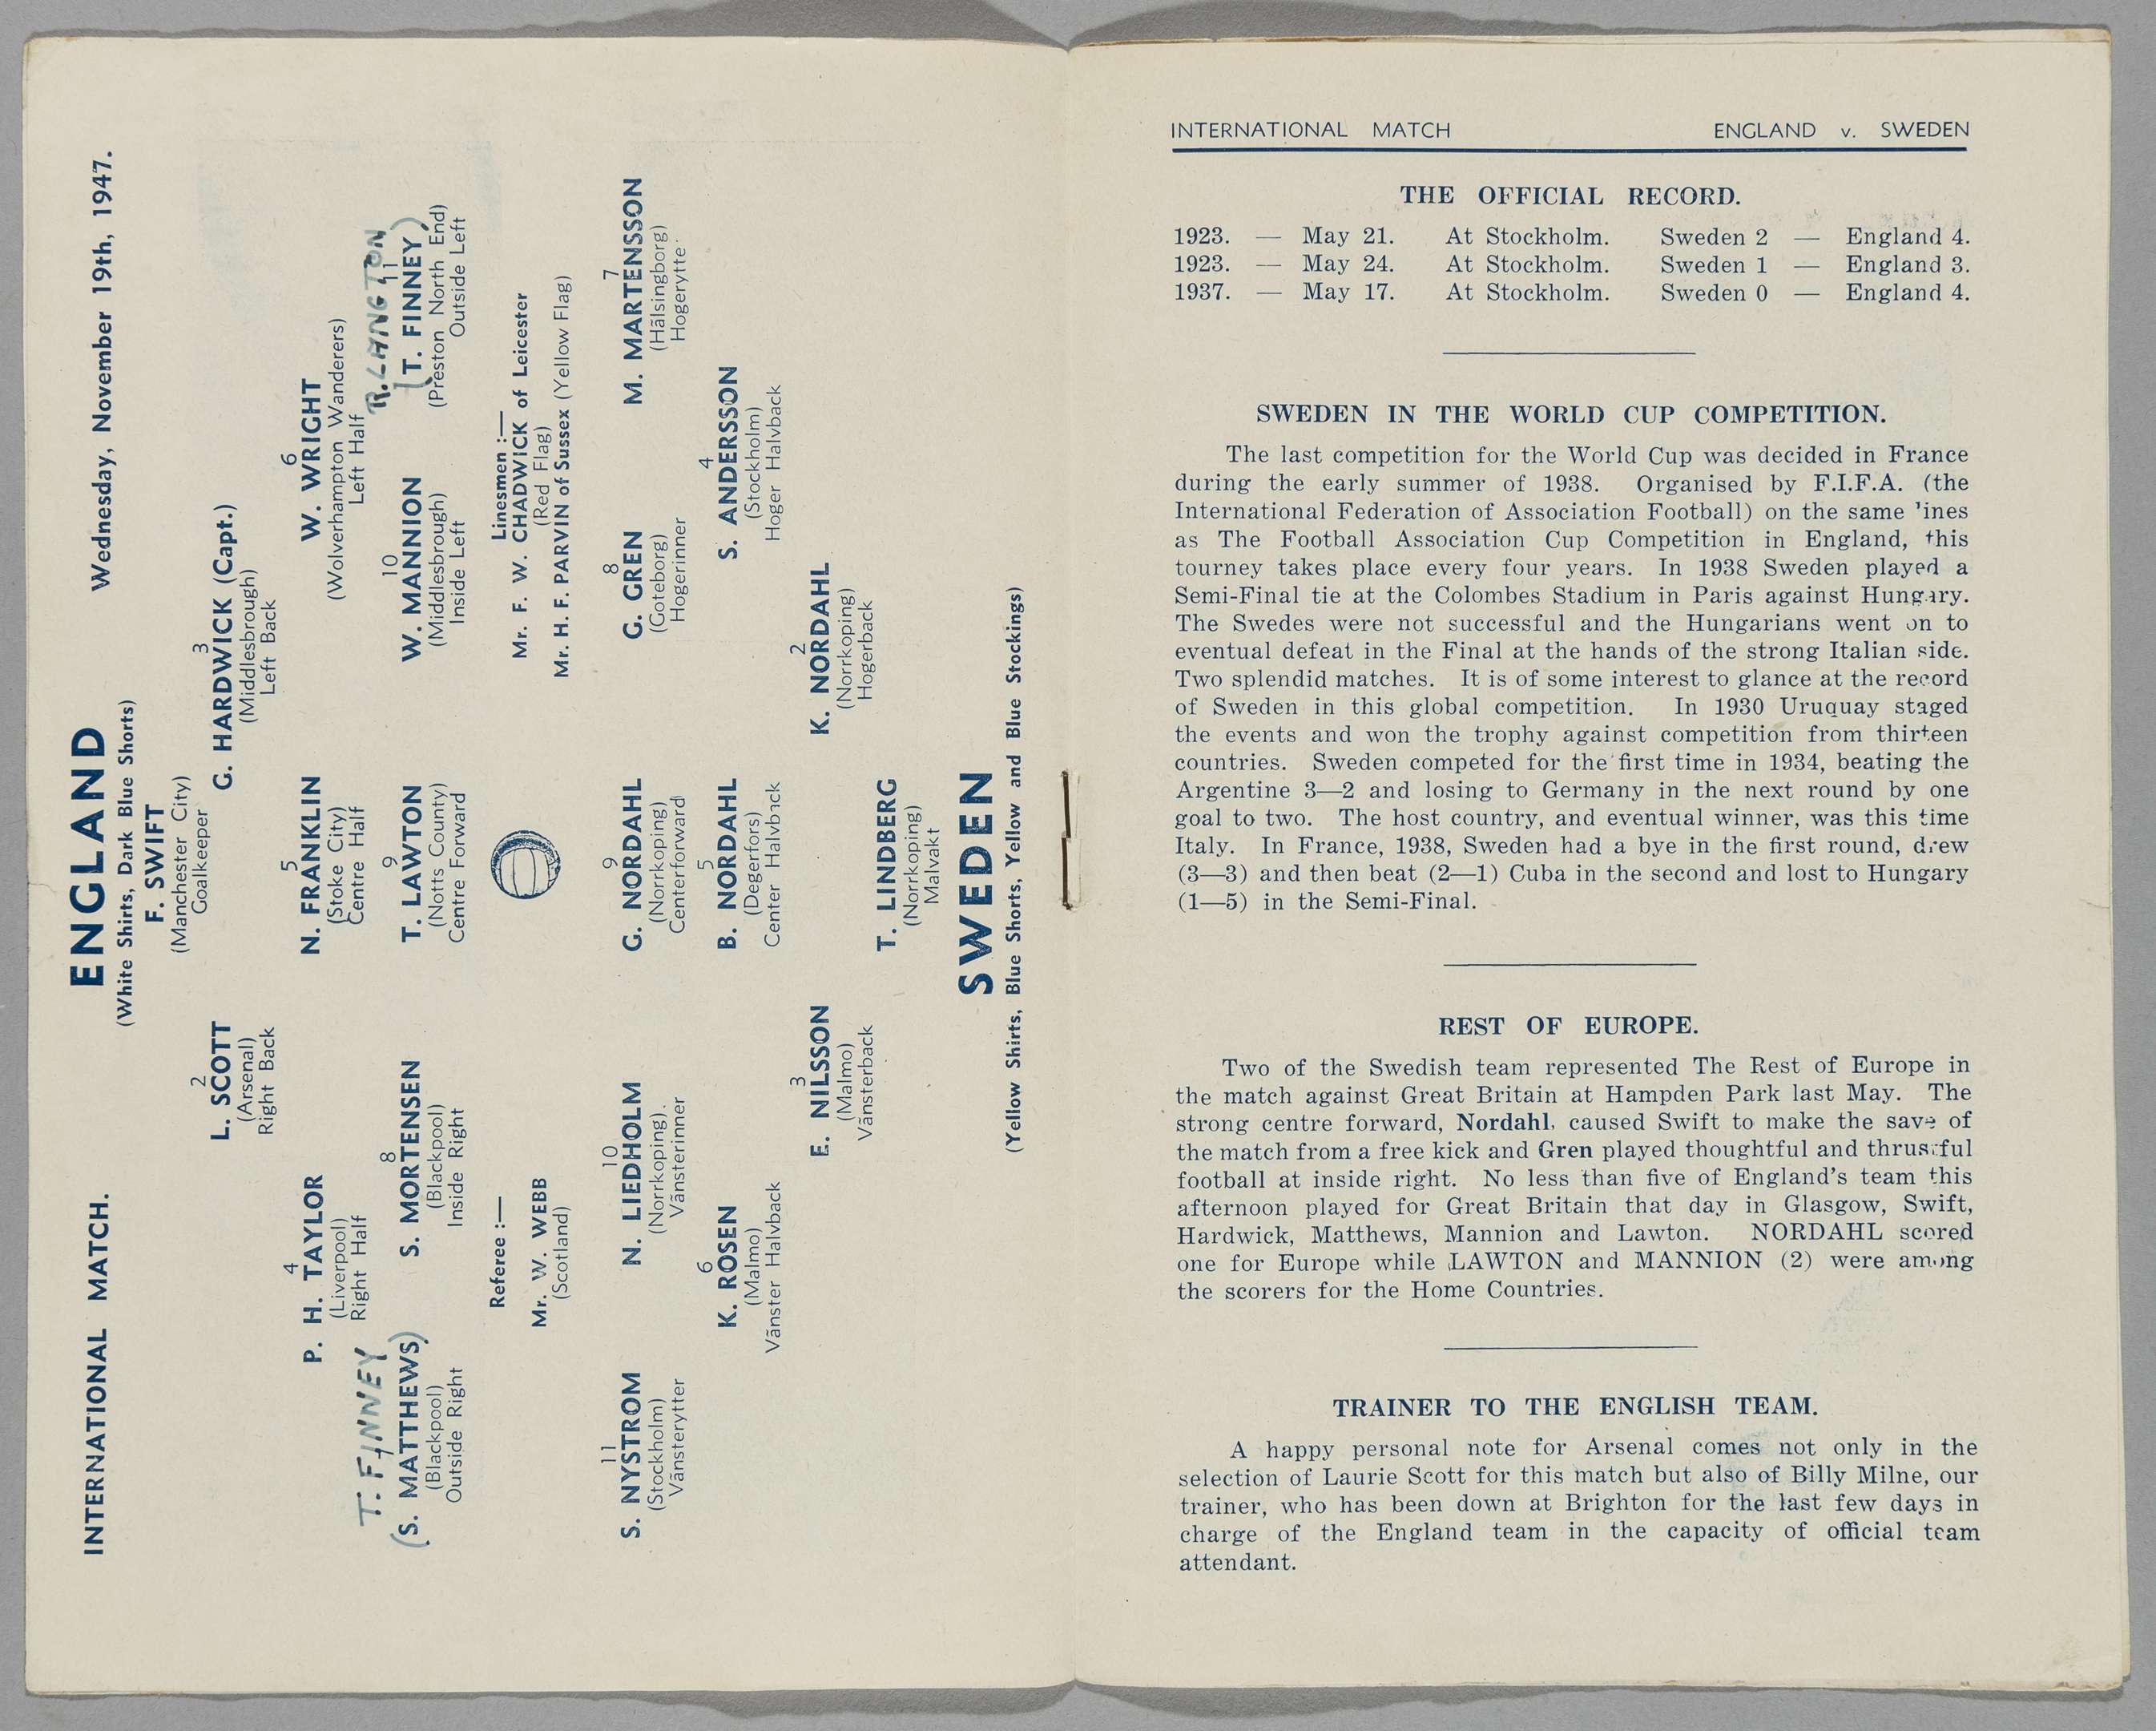 INTERNATIONAL MATCH. ENGLAND Wednesday, November 19th, 1947.
(White Shirts, Dark Blue Shorts)
F. SWIFT
(Manchester City)
Goalkeeper
2 3
L. SCOTT G. HARDWICK (Capt.)
(Arsenal) (Middlesbrough)
Right Back Left Back
4 5 6
P. H. TAYLOR N. FRANKLIN W. WRIGHT
(Liverpool) (Stoke City) (Wolverhampton Wanderers)
Right Half Centre Half Left Half
T. FINNEY R. LANGTON
8 9 10 11
(S. MATTHEWS) S. MORTENSEN T. LAWTON W. MANNION (T. FINNEY)
(Blackpool) (Blackpool) (Notts County) (Middlesbrough) (Preston North End)
Outside Right Inside Right Centre Forward Inside Left Outside Left
Referee :—
Mr. W. WEBB
(Scotland)
Linesmen :—
Mr. F. W. CHADWICK of Leicester
(Red Flag)
Mr. H. F. PARVIN of Sussex (Yellow Flag)
11 10 9 8 7
S. NYSTROM N. LIEDHOLM G. NORDAHL G. GREN M. MARTENSSON
(Stockholm) (Norrkoping). (Norrkoping) (Goteborg) (Hälsingborg)
Vänsterytter Vänsterinner Centerforward Hogerinner Hogerytte
6 5 4
K. ROSEN B. NORDAHL S. ANDERSSON
(Malmo) (Degerfors) (Stockholm)
Vänster Halvback Center Halvback Hoger Halvback
3 2
E. NILSSON K. NORDAHL
(Malmo) (Norrkoping)
Vänsterback Hogerback
T. LINDBERG
(Norrkoping)
Malvakt
SWEDEN
(Yellow Shirts, Blue Shorts, Yellow and Blue Stockings)
INTERNATIONAL MATCH ENGLAND v. SWEDEN
THE OFFICIAL RECORD.
1923. — May 21. At Stockholm. Sweden 2 — England 4.
1923. — May 24. At Stockholm. Sweden 1 — England 3.
1937. — May 17. At Stockholm. Sweden 0 — England 4.
SWEDEN IN THE WORLD CUP COMPETITION.
The last competition for the World Cup was decided in France
during the early summer of 1938. Organised by F.I.F.A. (the
International Federation of Association Football) on the same lines
as The Football Association Cup Competition in England, this
tourney takes place every four years. In 1938 Sweden played a
Semi-Final tie at the Colombes Stadium in Paris against Hungary.
The Swedes were not successful and the Hungarians went on to
eventual defeat in the Final at the hands of the strong Italian side.
Two splendid matches. It is of some interest to glance at the record
of Sweden in this global competition. In 1930 Uruquay staged
the events and won the trophy against competition from thirteen
countries. Sweden competed for the first time in 1934, beating the
Argentine 3—2 and losing to Germany in the next round by one
goal to two. The host country, and eventual winner, was this time
Italy. In France, 1938, Sweden had a bye in the first round, drew
(3—3) and then beat (2—1) Cuba in the second and lost to Hungary
(1—5) in the Semi-Final.
REST OF EUROPE.
Two of the Swedish team represented The Rest of Europe in
the match against Great Britain at Hampden Park last May. The
strong centre forward, Nordahl, caused Swift to make the save of
the match from a free kick and Gren played thoughtful and thrustful
football at inside right. No less than five of England's team this
afternoon played for Great Britain that day in Glasgow, Swift,
Hardwick, Matthews, Mannion and Lawton. NORDAHL scored
one for Europe while LAWTON and MANNION (2) were among
the scorers for the Home Countries.
TRAINER TO THE ENGLISH TEAM.
A happy personal note for Arsenal comes not only in the
selection of Laurie Scott for this match but also of Billy Milne, our
trainer, who has been down at Brighton for the last few days in
charge of the England team in the capacity of official team
attendant.